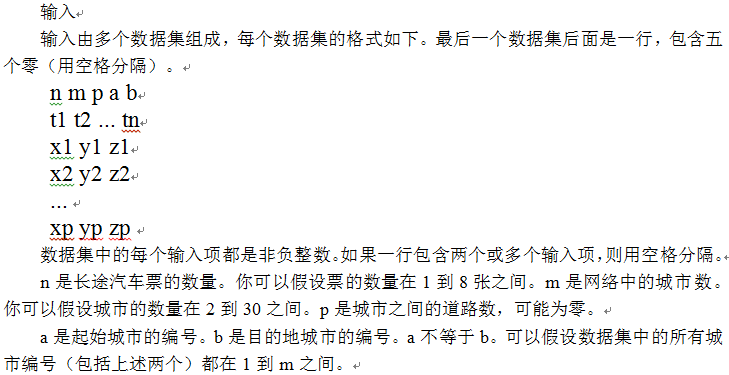 输入↵
输入由多个数据集组成，每个数据集的格式如下。最后一个数据集后面是一行，包含五
个零（用空格分隔）。↵
n m p a b↵
t1 t2 ... tn↵
x1 y1 z1↵
x2 y2 z2↵
... ↵
xp yp zp ↵
数据集中的每个输入项都是非负整数。如果一行包含两个或多个输入项，则用空格分隔。↵
n 是长途汽车票的数量。你可以假设票的数量在 1 到 8 张之间。m 是网络中的城市数。
你可以假设城市的数量在 2 到 30 之间。p 是城市之间的道路数，可能为零。↵
a 是起始城市的编号。b 是目的地城市的编号。a 不等于 b。可以假设数据集中的所有城
市编号（包括上述两个）都在 1 到 m 之间。↵